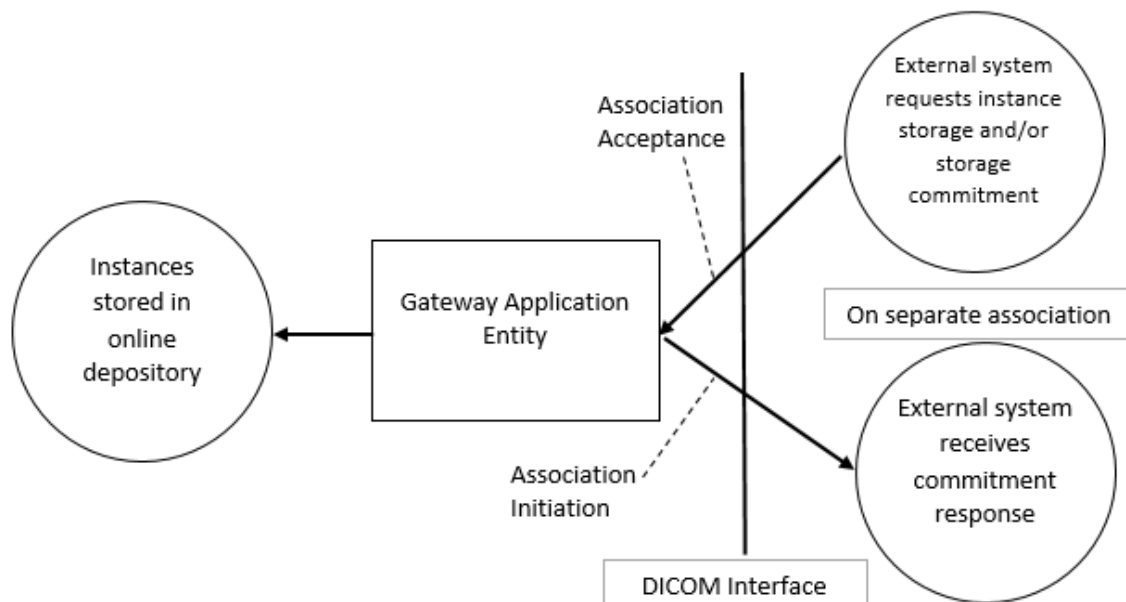 External system
requests instance
storage and/or
storage
commitment
Association
Acceptance
Instances
stored in
online
depository
Gateway Application
Entity
On separate association
External system
receives
commitment
response
Association
Initiation
DICOM Interface